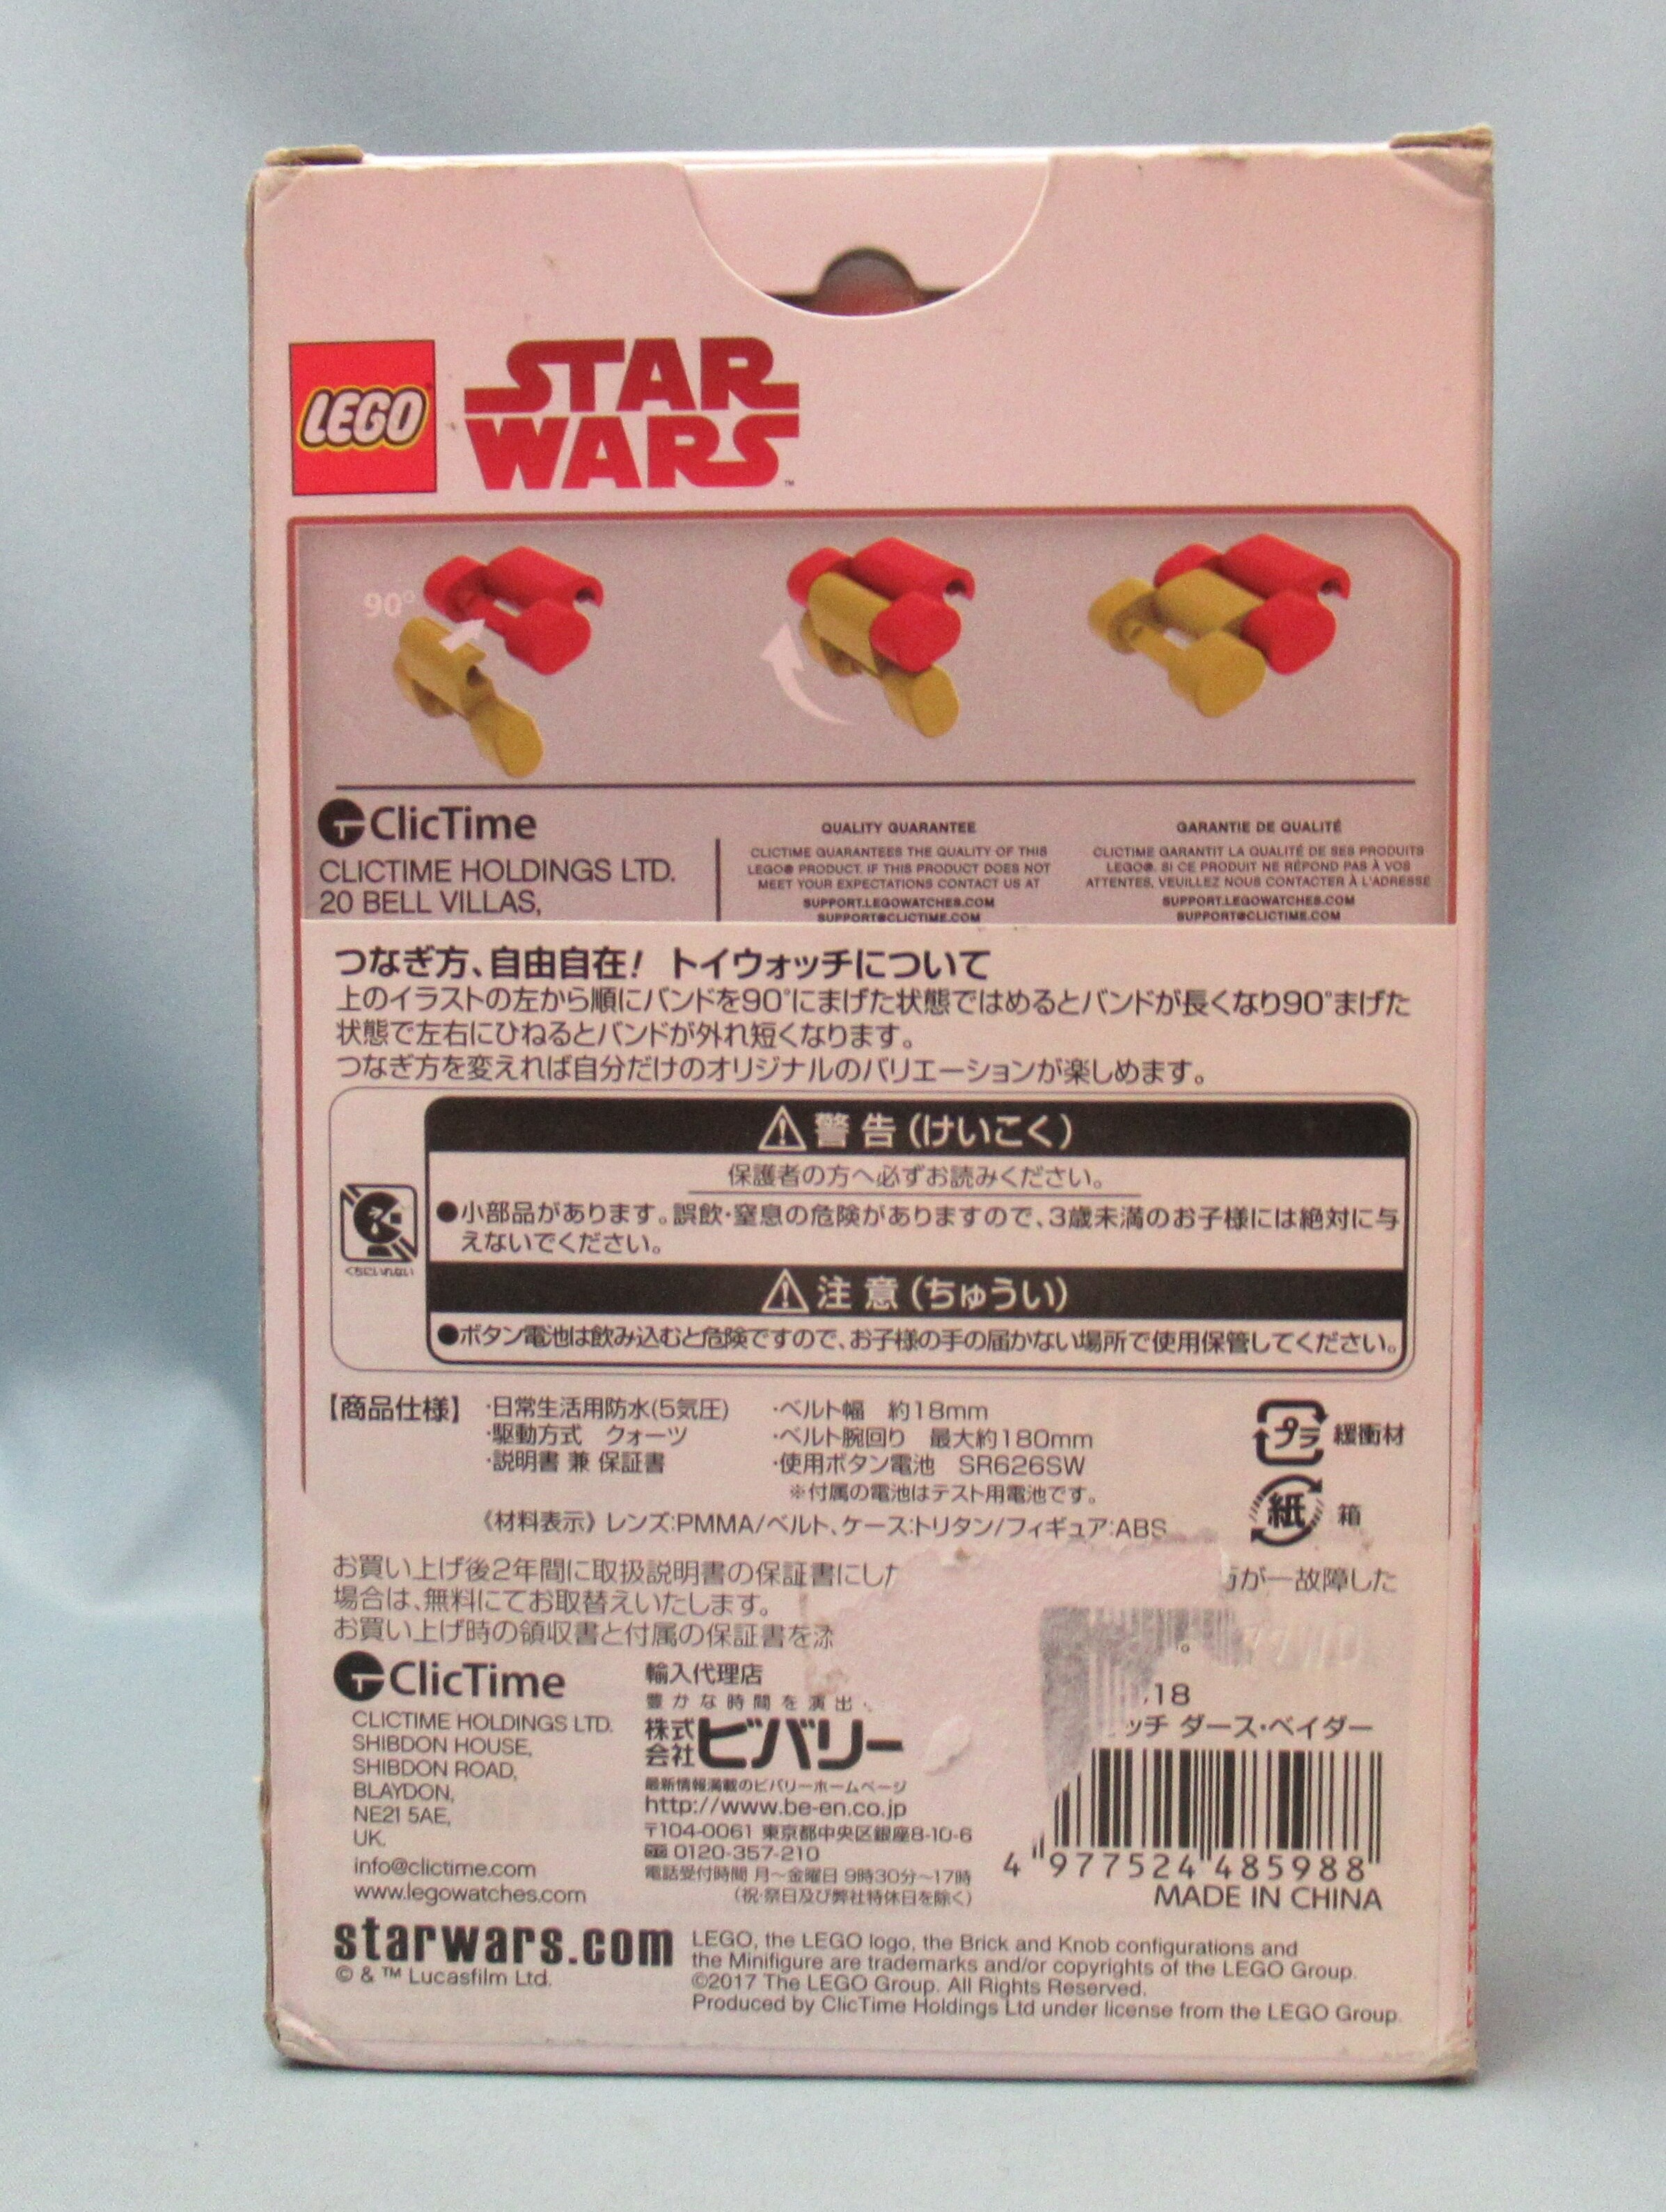 LEGO
STAR
WARS
™
90°
ClicTime
CLICTIME HOLDINGS LTD.
20 BELL VILLAS,
QUALITY GUARANTEE
CLICTIME GUARANTEES THE QUALITY OF THIS
LEGO® PRODUCT. IF THIS PRODUCT DOES NOT
MEET YOUR EXPECTATIONS CONTACT US AT
SUPPORT.LEGOWATCHES.COM
SUPPORT@CLICTIME.COM
GARANTIE DE QUALITÉ
CLICTIME GARANTIT LA QUALITÉ DE SES PRODUITS
LEGO®. SI CE PRODUIT NE RÉPOND PAS À VOS
ATTENTES, VEUILLEZ NOUS CONTACTER À L'ADRESSE
SUPPORT.LEGOWATCHES.COM
SUPPORT@CLICTIME.COM
つなぎ方、自由自在! トイウォッチについて
上のイラストの左から順にバンドを90°にまげた状態ではめるとバンドが長くなり90°まげた
状態で左右にひねるとバンドが外れ短くなります。
つなぎ方を変えれば自分だけのオリジナルのバリエーションが楽しめます。
⚠警告(けいこく)
保護者の方へ必ずお読みください。
●小部品があります。誤飲・窒息の危険がありますので、3歳未満のお子様には絶対に与
えないでください。
くちにいれない
⚠注意(ちゅうい)
●ボタン電池は飲み込むと危険ですので、お子様の手の届かない場所で使用保管してください。
【商品仕様】
・日常生活用防水(5気圧)
・駆動方式 クォーツ
・説明書 兼 保証書
・ベルト幅 約18mm
・ベルト腕回り 最大約180mm
・使用ボタン電池 SR626SW
※付属の電池はテスト用電池です。
《材料表示》レンズ:PMMA/ベルト、ケース:トリタン/フィギュア:ABS
プラ 緩衝材
紙 箱
お買い上げ後2年間に取扱説明書の保証書にした が一故障した
場合は、無料にてお取替えいたします。
お買い上げ時の領収書と付属の保証書を添 。
ClicTime
CLICTIME HOLDINGS LTD.
SHIBDON HOUSE,
SHIBDON ROAD,
BLAYDON,
NE21 5AE,
UK.
info@clictime.com
www.legowatches.com
輸入代理店
豊かな時間を演出
株式会社ビバリー
最新情報満載のビバリーホームページ
http://www.be-en.co.jp
〒104-0061 東京都中央区銀座8-10-6
0120-357-210
電話受付時間 月～金曜日 9時30分～17時
(祝・祭日及び弊社特休日を除く)
18
ッチ ダース・ベイダー
4 977524 485988
MADE IN CHINA
starwars.com
© & ™ Lucasfilm Ltd.
LEGO, the LEGO logo, the Brick and Knob configurations and
the Minifigure are trademarks and/or copyrights of the LEGO Group.
©2017 The LEGO Group. All Rights Reserved.
Produced by ClicTime Holdings Ltd under license from the LEGO Group.